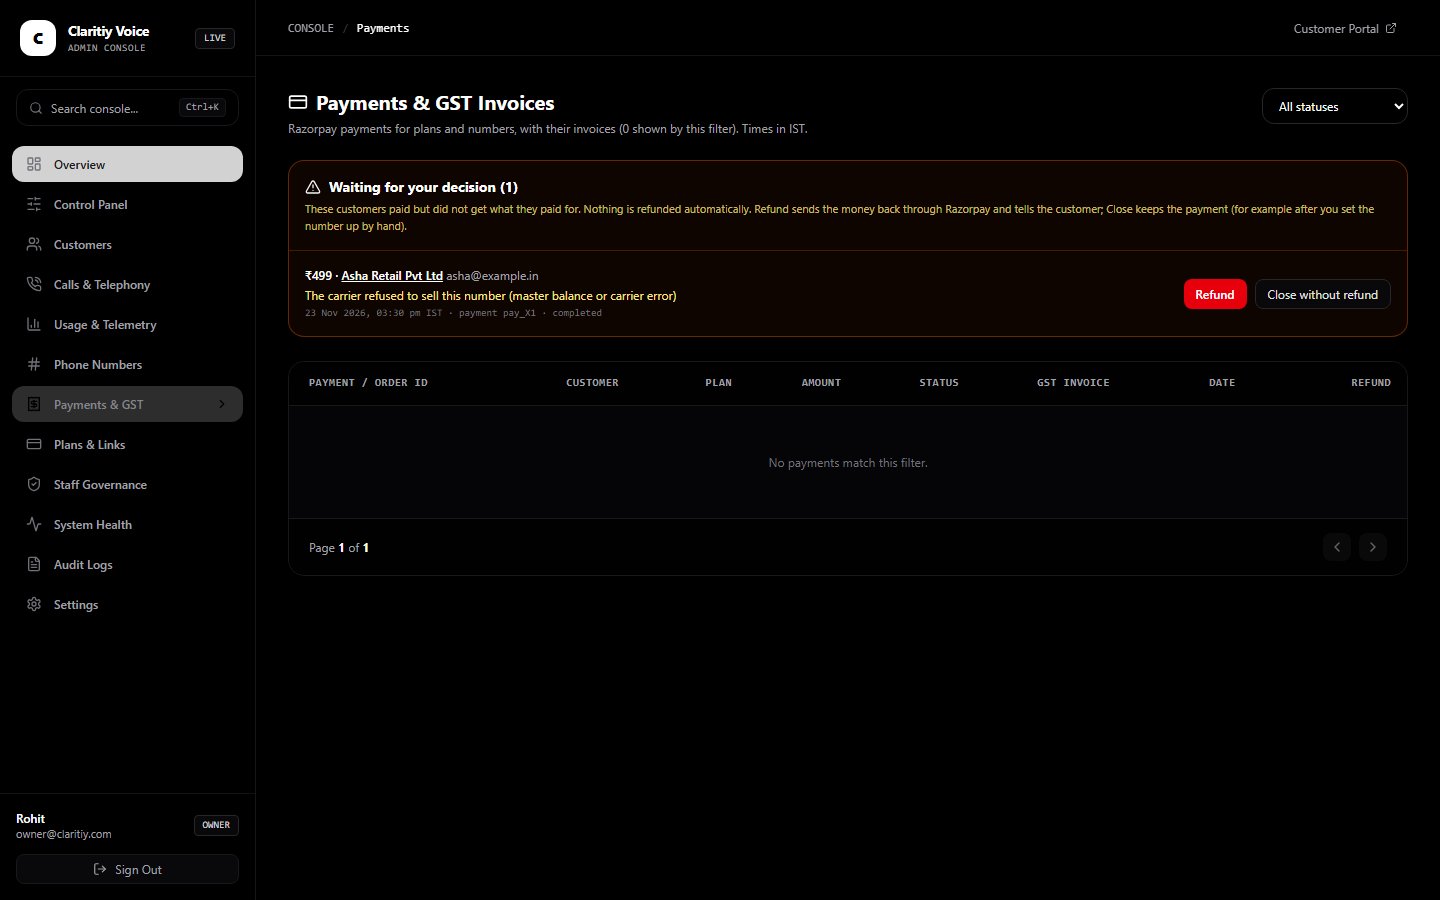 C
Claritiy Voice
ADMIN CONSOLE
LIVE
Search console...
Ctrl+K
Overview
Control Panel
Customers
Calls & Telephony
Usage & Telemetry
Phone Numbers
Payments & GST
Plans & Links
Staff Governance
System Health
Audit Logs
Settings
Rohit
owner@claritiy.com
OWNER
Sign Out
CONSOLE / Payments
Customer Portal
Payments & GST Invoices
Razorpay payments for plans and numbers, with their invoices (0 shown by this filter). Times in IST.
All statuses
Waiting for your decision (1)
These customers paid but did not get what they paid for. Nothing is refunded automatically. Refund sends the money back through Razorpay and tells the customer; Close keeps the payment (for example after you set the
number up by hand).
₹499 · Asha Retail Pvt Ltd asha@example.in
The carrier refused to sell this number (master balance or carrier error)
23 Nov 2026, 03:30 pm IST · payment pay_X1 · completed
Refund
Close without refund
PAYMENT / ORDER ID CUSTOMER PLAN AMOUNT STATUS GST INVOICE DATE REFUND
No payments match this filter.
Page 1 of 1